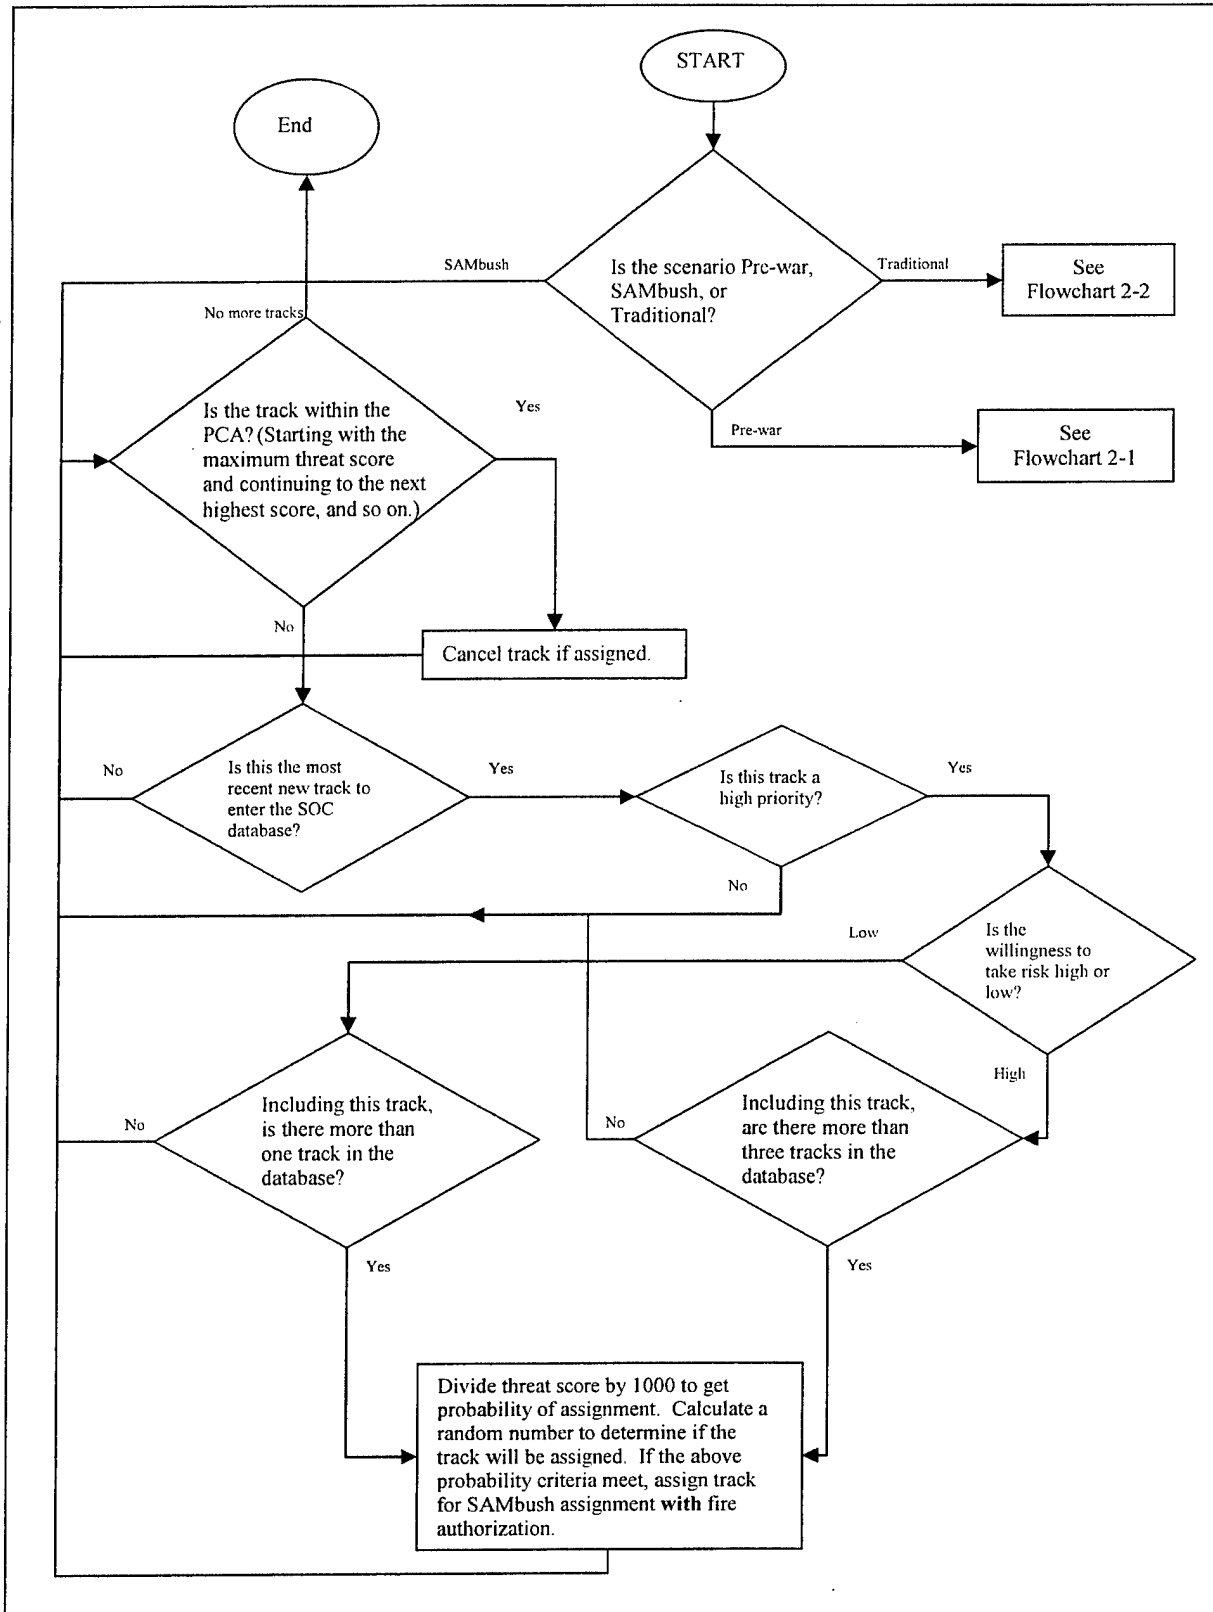 START
End
SAMbush
Traditional
Is the scenario Pre-war,
SAMbush, or
Traditional?
See
Flowchart 2-2
No more tracks
Pre-war
See
Flowchart 2-1
Is the track within the
PCA? (Starting with the
maximum threat score
and continuing to the next
highest score, and so on.)
Yes
No
Cancel track if assigned.
No
Is this the most
recent new track to
enter the SOC
database?
Yes
Is this track a
high priority?
Yes
No
Low
Is the
willingness to
take risk high or
low?
High
No
Including this track,
is there more than
one track in the
database?
Yes
No
Including this track,
are there more than
three tracks in the
database?
Yes
Divide threat score by 1000 to get
probability of assignment. Calculate a
random number to determine if the
track will be assigned. If the above
probability criteria meet, assign track
for SAMbush assignment with fire
authorization.